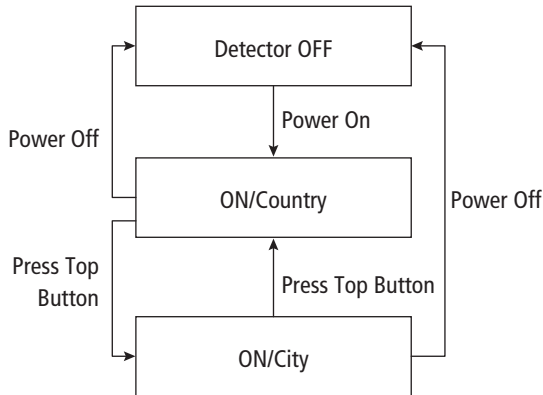 Detector OFF
Power On
Power Off
ON/Country
Power Off
Press Top
Button
Press Top Button
ON/City